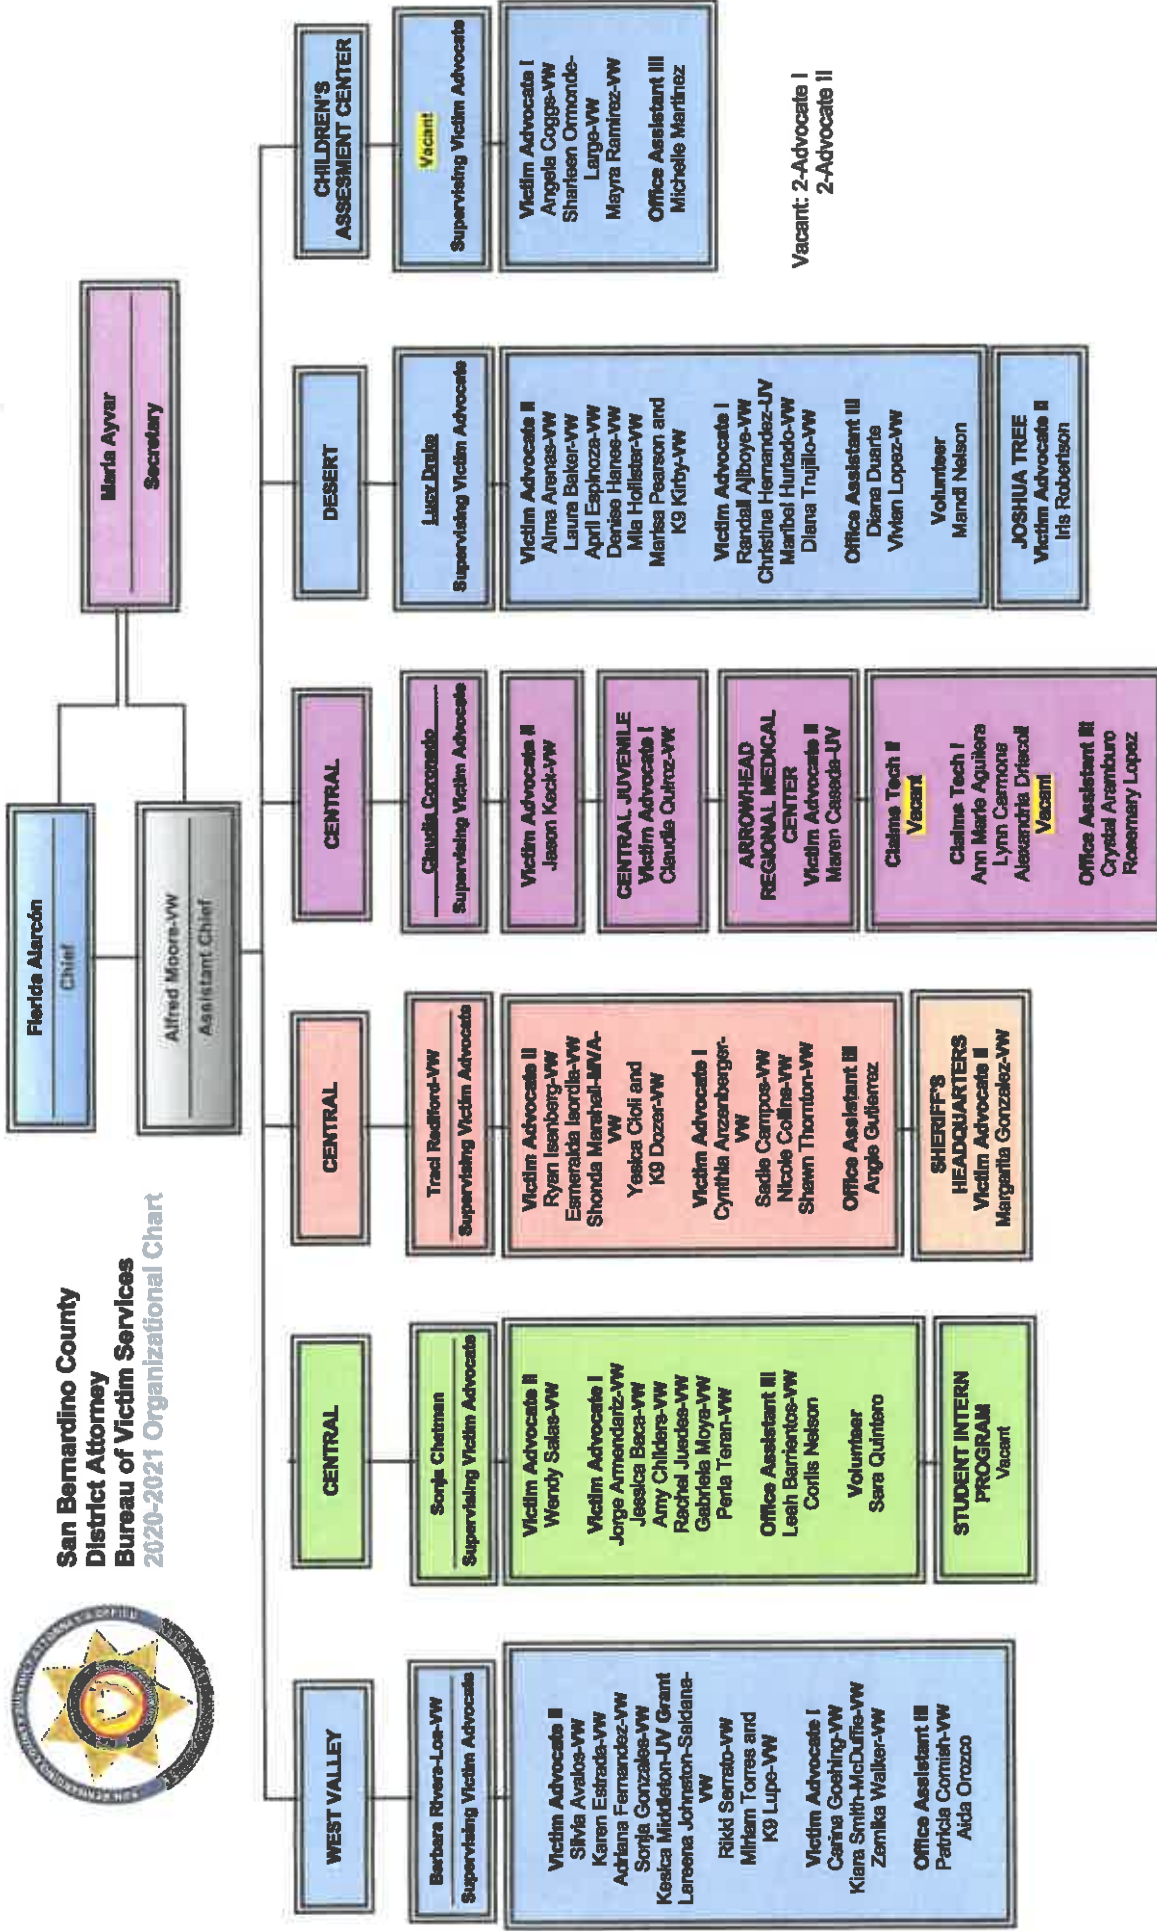 San Bernardino County
District Attorney
Bureau of Victim Services
2020-2021 Organizational Chart
Flerida Alarcón
Chief
Alfred Moore-VW
Assistant Chief
Maria Ayvar
Secretary
WEST VALLEY
Barbara Rivera-Loa-VW
Supervising Victim Advocate
Victim Advocate II
Silvia Avalos-VW
Karen Estrada-VW
Adriana Fernandez-VW
Sonja Gonzales-VW
Kesica Middleton-UV Grant
Lareena Johnston-Saldana-
VW
Rikki Serrato-VW
Miriam Torres and
K9 Lupe-VW
Victim Advocate I
Carina Goehing-VW
Kiara Smith-McDuffie-VW
Zemika Walker-VW
Office Assistant III
Patricia Cornish-VW
Aida Orozco
CENTRAL
Sonja Chatman
Supervising Victim Advocate
Victim Advocate II
Wendy Salas-VW
Victim Advocate I
Jorge Armendariz-VW
Jessica Baca-VW
Amy Childers-VW
Rachel Juedes-VW
Gabriela Moya-VW
Perla Teran-VW
Office Assistant III
Leah Barrientos-VW
Corlis Nelson
Volunteer
Sara Quintero
STUDENT INTERN
PROGRAM
Vacant
CENTRAL
Traci Rediford-VW
Supervising Victim Advocate
Victim Advocate II
Ryan Isenberg-VW
Esmeralda Isordia-VW
Shonda Marshall-MVA-
VW
Yesica Cioli and
K9 Dozer-VW
Victim Advocate I
Cynthia Anzenberger-
VW
Sadie Campos-VW
Nicole Collins-VW
Shawn Thornton-VW
Office Assistant III
Angie Gutierrez
SHERIFF'S
HEADQUARTERS
Victim Advocate II
Margarita Gonzalez-VW
CENTRAL
Claudia Coronado
Supervising Victim Advocate
Victim Advocate II
Jason Keck-VW
CENTRAL JUVENILE
Victim Advocate I
Claudia Quiroz-VW
ARROWHEAD
REGIONAL MEDICAL
CENTER
Victim Advocate II
Maren Casada-UV
Claims Tech II
Vacant
Claims Tech I
Ann Marie Aguilera
Lynn Carmona
Alexandria Driscoll
Vacant
Office Assistant III
Crystal Aramburo
Rosemary Lopez
DESERT
Lucy Drake
Supervising Victim Advocate
Victim Advocate II
Alma Arenas-VW
Laura Baker-VW
April Espinoza-VW
Denise Hanes-VW
Mia Hollister-VW
Marisa Pearson and
K9 Kirby-VW
Victim Advocate I
Randall Ajiboye-VW
Christina Hernandez-UV
Maribel Hurtado-VW
Diana Trujillo-VW
Office Assistant III
Diana Duarte
Vivian Lopez-VW
Volunteer
Mandi Nelson
JOSHUA TREE
Victim Advocate II
Iris Robertson
CHILDREN'S
ASSESMENT CENTER
Vacant
Supervising Victim Advocate
Victim Advocate I
Angela Coggs-VW
Sharleen Ormonde-
Large-VW
Mayra Ramirez-VW
Office Assistant III
Michelle Martinez
Vacant: 2-Advocate I
2-Advocate II